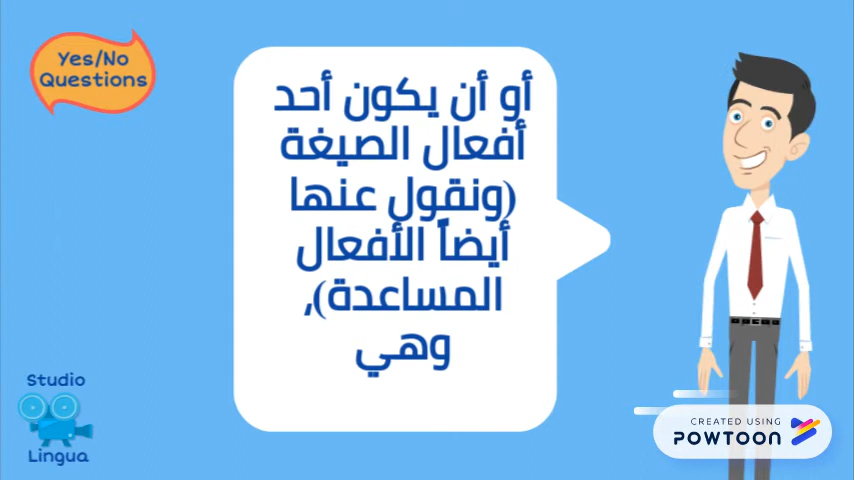 Yes/No
Questions
أو أن يكون أحد
أفعال الصيغة
(ونقول عنها
أيضاً الأفعال
المساعدة),
وهي
Studio
Lingua
CREATED USING
POWTOON